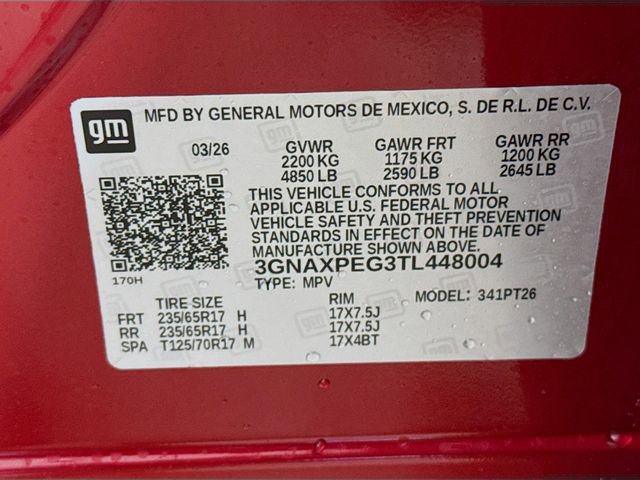 gm
MFD BY GENERAL MOTORS DE MEXICO, S. DE R.L. DE C.V.
03/26 GVWR GAWR FRT GAWR RR
2200 KG 1175 KG 1200 KG
4850 LB 2590 LB 2645 LB
THIS VEHICLE CONFORMS TO ALL
APPLICABLE U.S. FEDERAL MOTOR
VEHICLE SAFETY AND THEFT PREVENTION
STANDARDS IN EFFECT ON THE DATE OF
MANUFACTURE SHOWN ABOVE.
170H
3GNAXPEG3TL448004
TYPE: MPV
TIRE SIZE RIM MODEL: 341PT26
FRT 235/65R17 H 17X7.5J
RR 235/65R17 H 17X7.5J
SPA T125/70R17 M 17X4BT